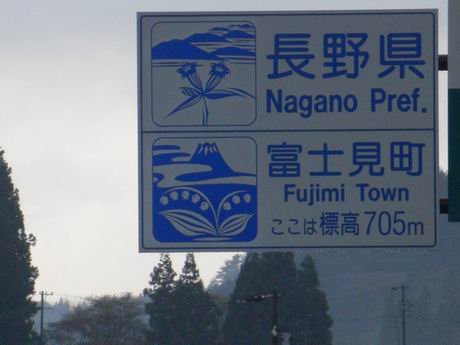 長野県
Nagano Pref.
富士見町
Fujimi Town
ここは標高705m